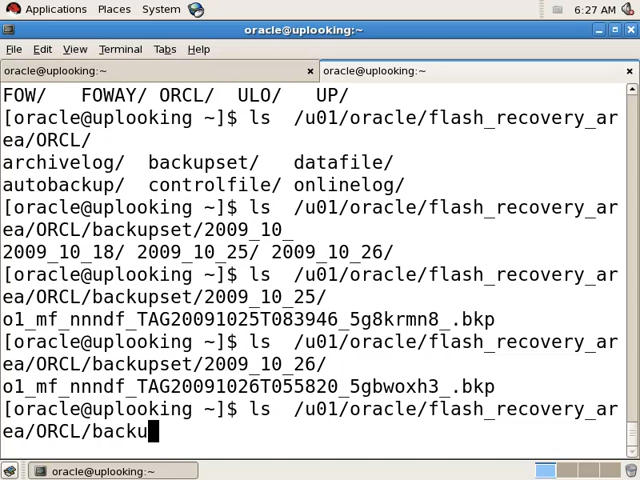 Applications Places System 6:27 AM
oracle@uplooking:~
File Edit View Terminal Tabs Help
oracle@uplooking:~ oracle@uplooking:~
FOW/ FOWAY/ ORCL/ ULO/ UP/
[oracle@uplooking ~]$ ls /u01/oracle/flash_recovery_ar
ea/ORCL/
archivelog/ backupset/ datafile/
autobackup/ controlfile/ onlinelog/
[oracle@uplooking ~]$ ls /u01/oracle/flash_recovery_ar
ea/ORCL/backupset/2009_10_
2009_10_18/ 2009_10_25/ 2009_10_26/
[oracle@uplooking ~]$ ls /u01/oracle/flash_recovery_ar
ea/ORCL/backupset/2009_10_25/
o1_mf_nnndf_TAG20091025T083946_5g8krmn8_.bkp
[oracle@uplooking ~]$ ls /u01/oracle/flash_recovery_ar
ea/ORCL/backupset/2009_10_26/
o1_mf_nnndf_TAG20091026T055820_5gbwoxh3_.bkp
[oracle@uplooking ~]$ ls /u01/oracle/flash_recovery_ar
ea/ORCL/backu
oracle@uplooking:~